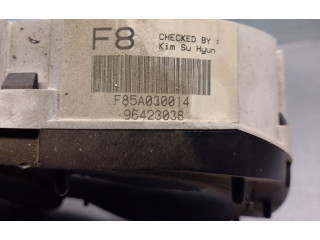 F8
CHECKED BY :
Kim Su Hyun
F85A030014
96423038